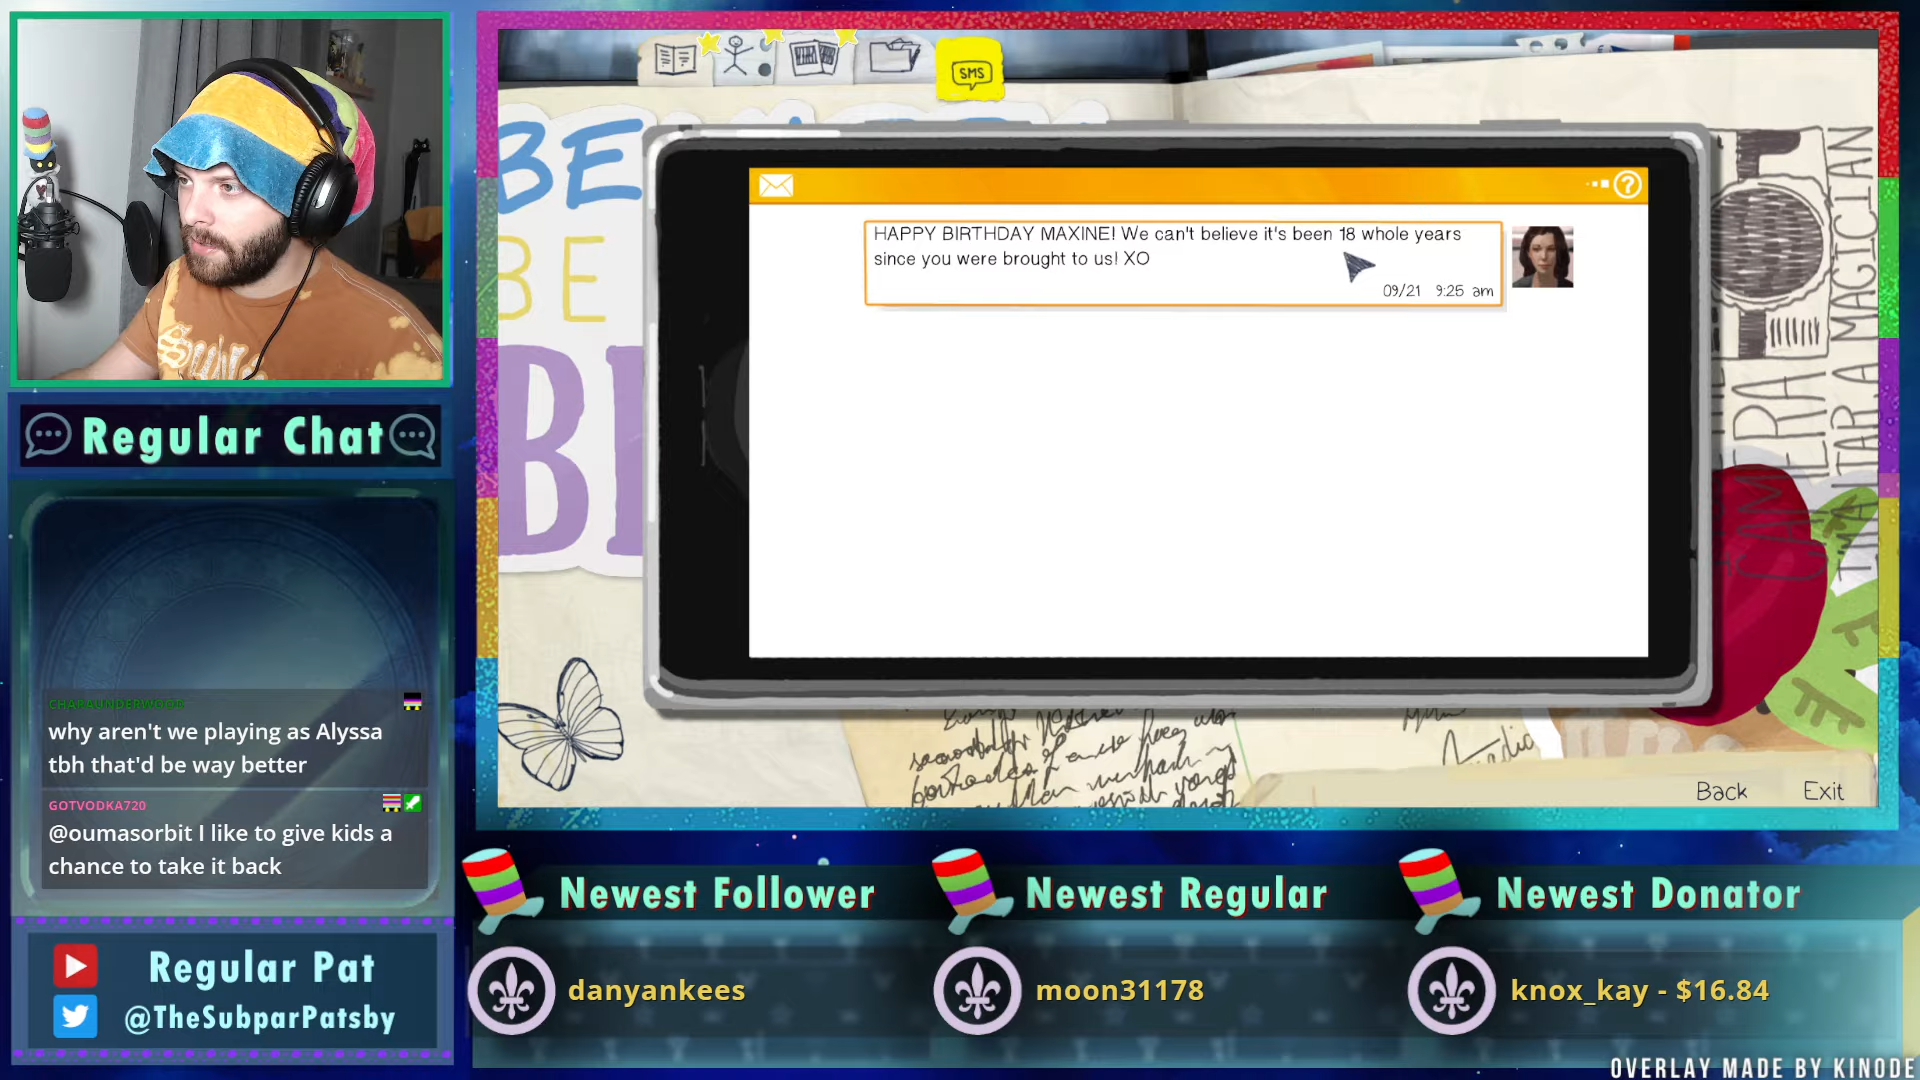 SMS
BE
BE
HAPPY BIRTHDAY MAXINE! We can't believe it's been 18 whole years
since you were brought to us! XO
09/21 9:25 am
Back
Exit
Regular Chat
CHARAUNDERWOOD
why aren't we playing as Alyssa
tbh that'd be way better
GOTVODKA720
@oumasorbit I like to give kids a
chance to take it back
Regular Pat
@TheSubparPatsby
Newest Follower
danyankees
Newest Regular
moon31178
Newest Donator
knox_kay - $16.84
OVERLAY MADE BY KINODE